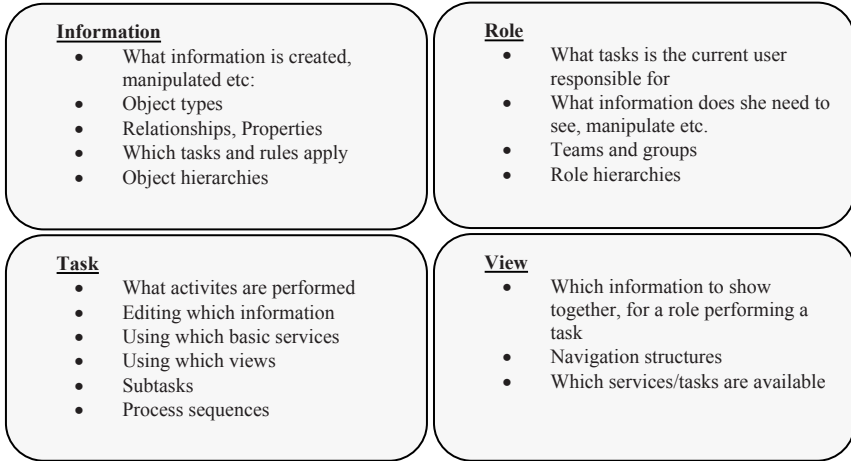 Information
• What information is created,
manipulated etc:
• Object types
• Relationships, Properties
• Which tasks and rules apply
• Object hierarchies
Role
• What tasks is the current user
responsible for
• What information does she need to
see, manipulate etc.
• Teams and groups
• Role hierarchies
Task
• What activites are performed
• Editing which information
• Using which basic services
• Using which views
• Subtasks
• Process sequences
View
• Which information to show
together, for a role performing a
task
• Navigation structures
• Which services/tasks are available